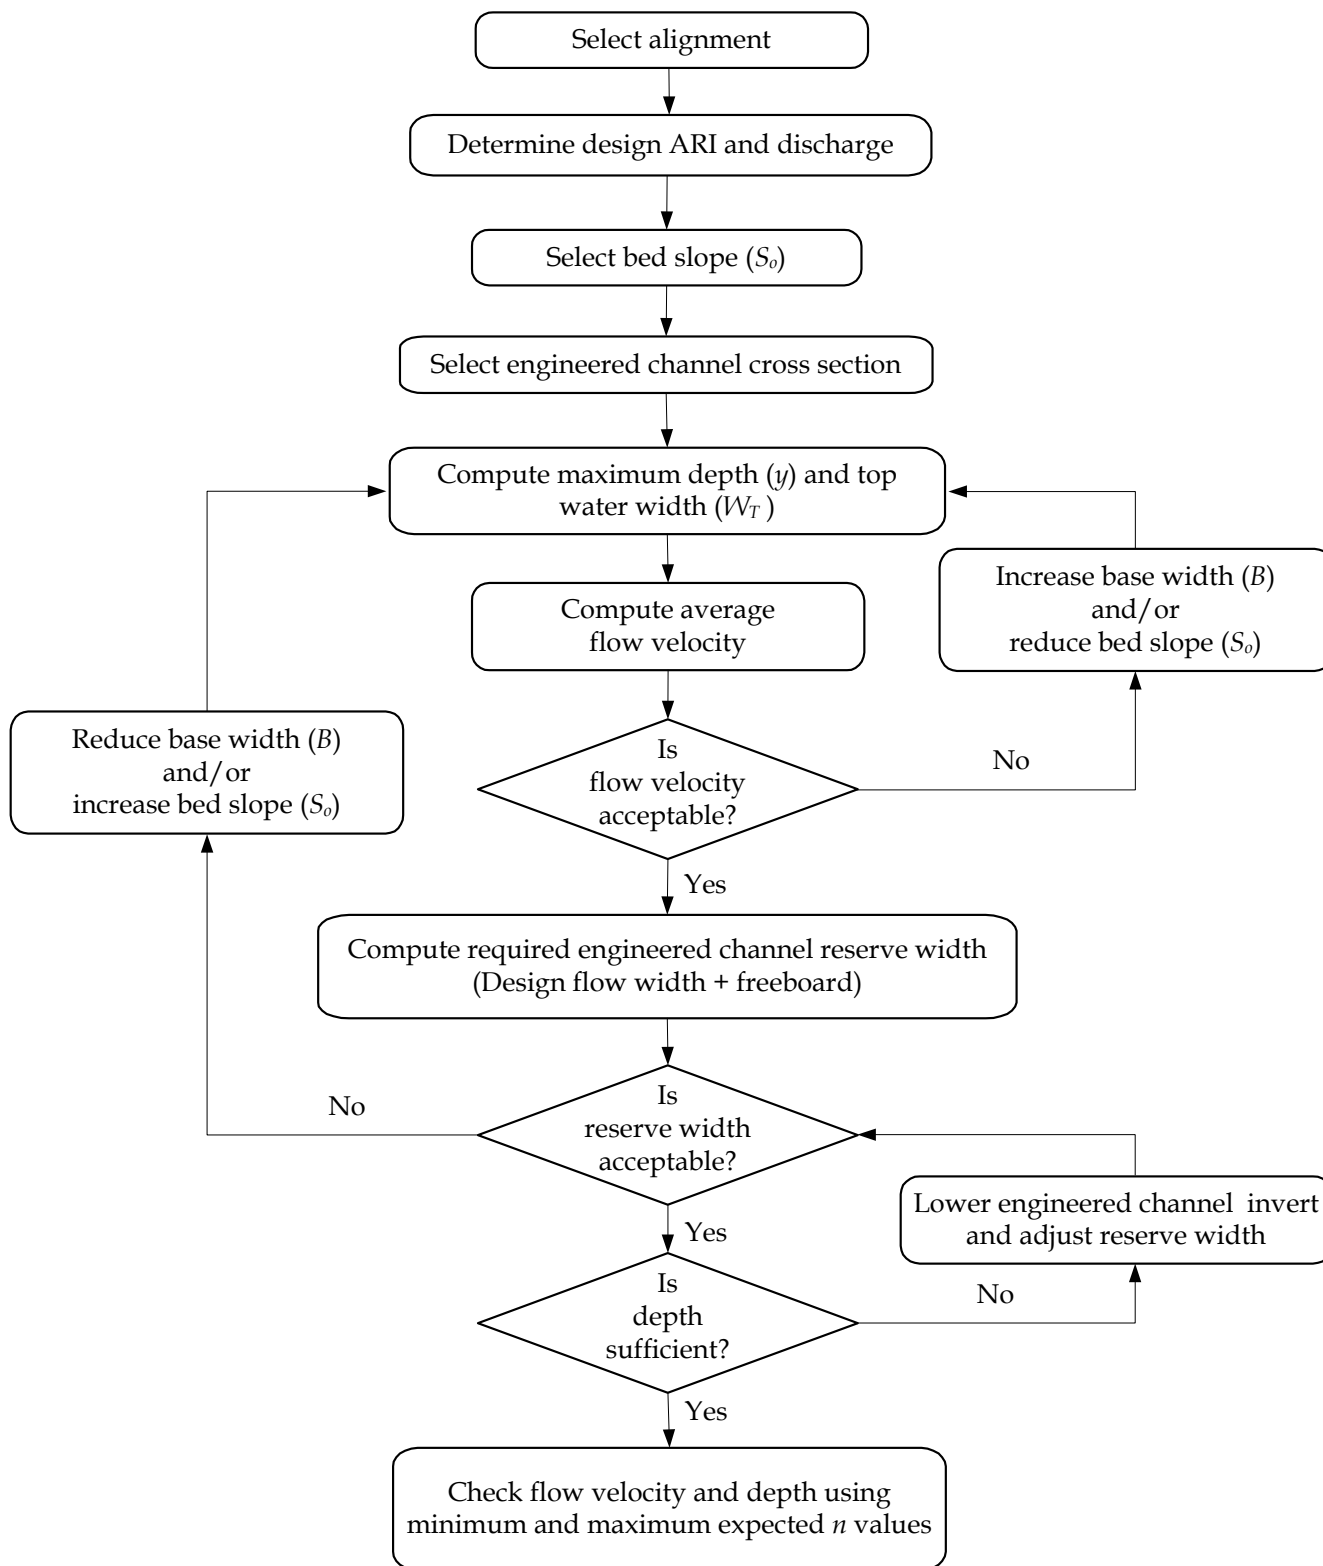 Select alignment
Determine design ARI and discharge
Select bed slope (So)
Select engineered channel cross section
Compute maximum depth (y) and top
water width (WT )
Increase base width (B)
and/or
reduce bed slope (So)
Compute average
flow velocity
Reduce base width (B)
and/or
increase bed slope (So)
Is
flow velocity
acceptable?
No
Yes
Compute required engineered channel reserve width
(Design flow width + freeboard)
Is
reserve width
acceptable?
No
Yes
Lower engineered channel  invert
and adjust reserve width
Is
depth
sufficient?
No
Yes
Check flow velocity and depth using
minimum and maximum expected n values